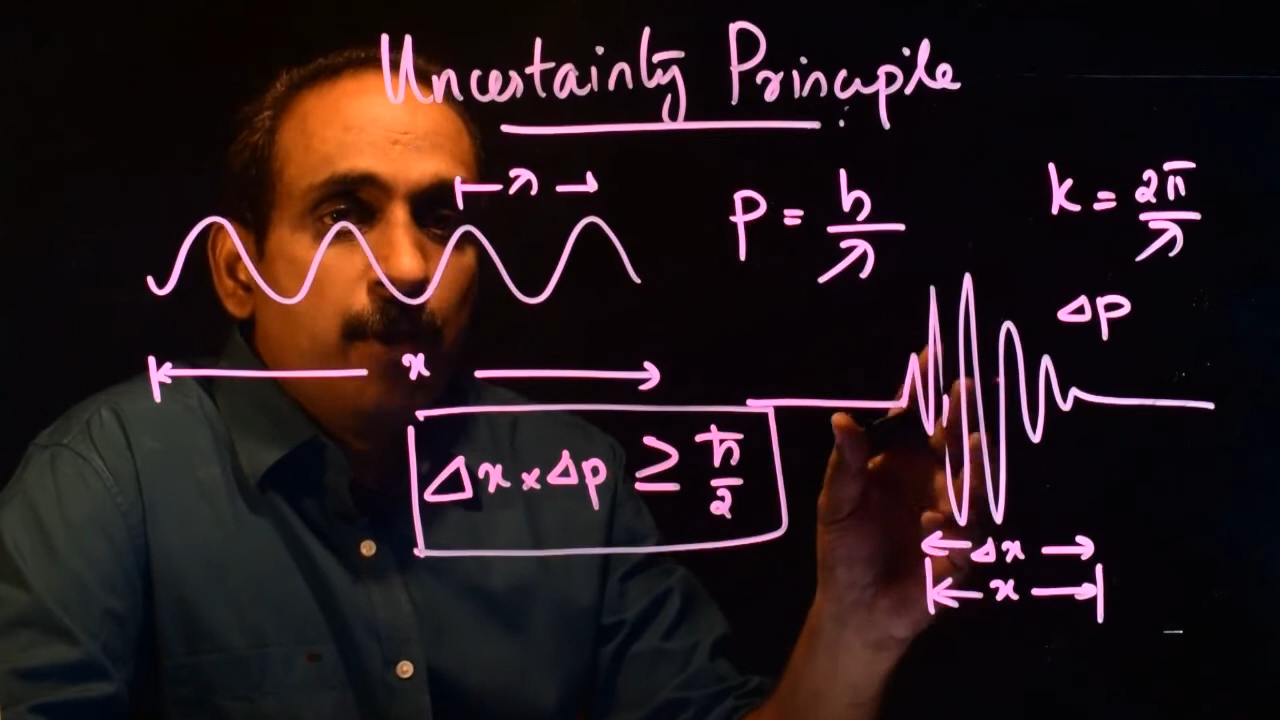 Uncertainty Principle
λ
p = h/λ
k = 2π/λ
Δp
x
Δx × Δp ≥ ħ/2
Δx
x